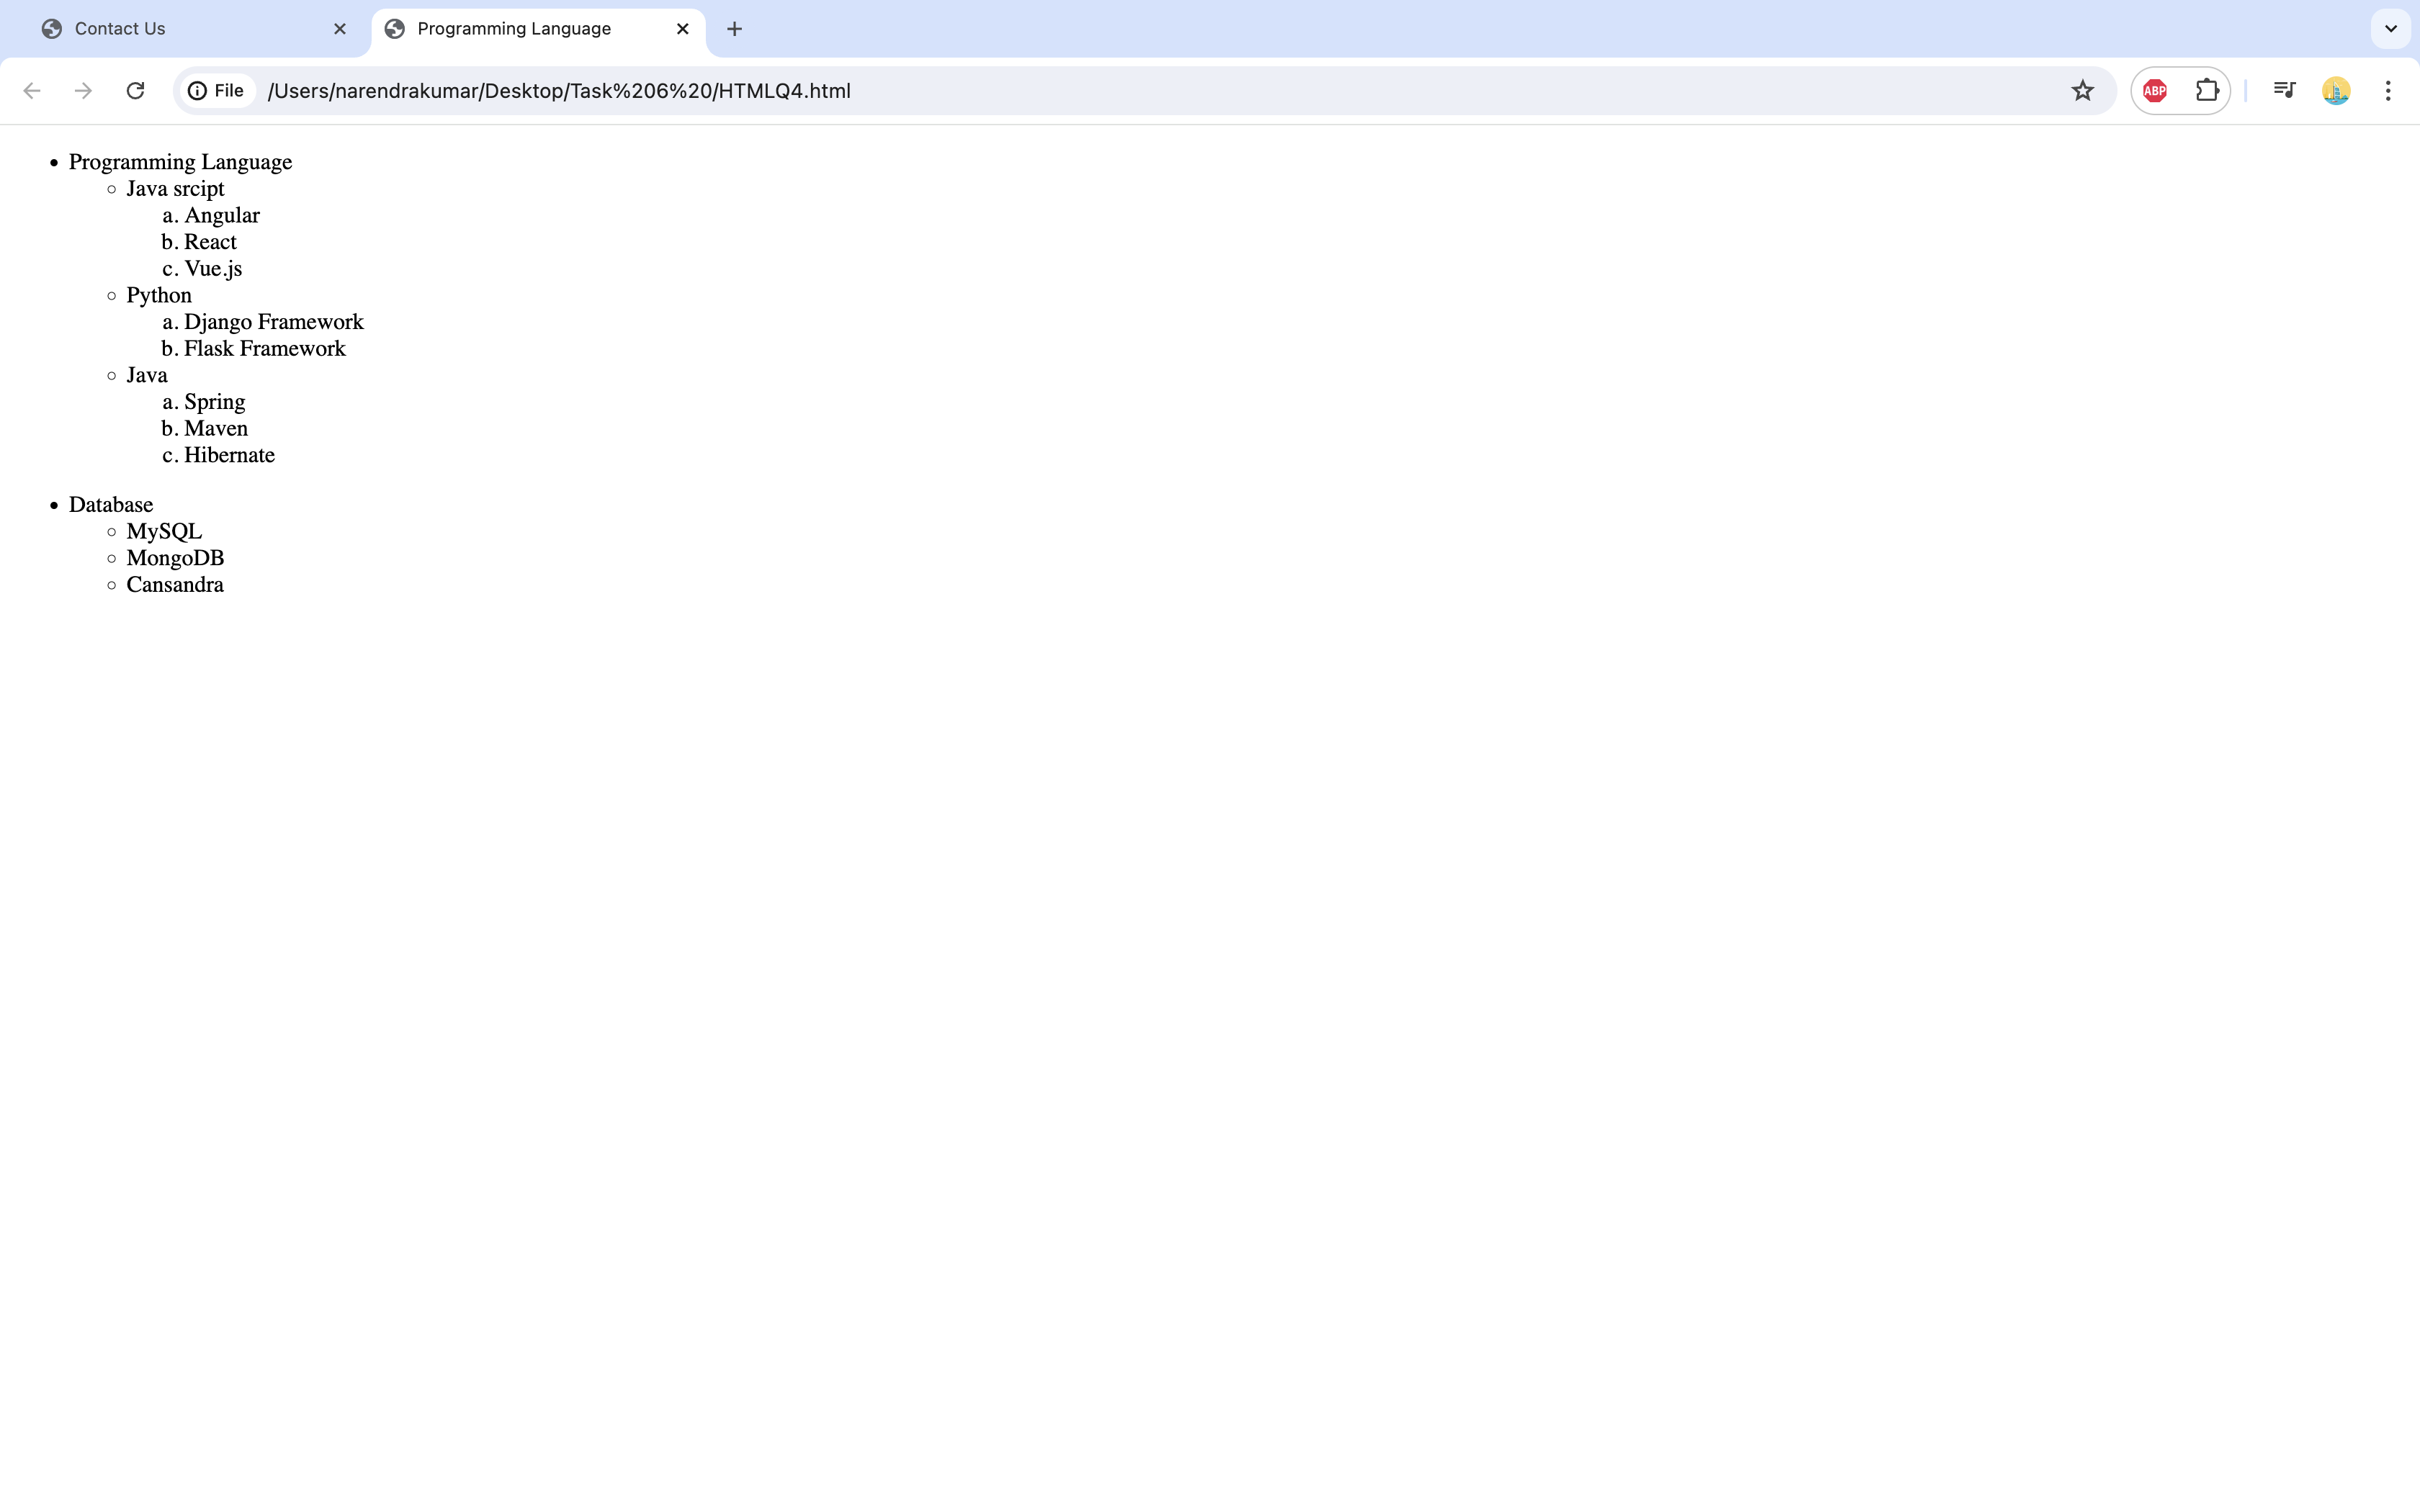 Contact Us
Programming Language
File /Users/narendrakumar/Desktop/Task%206%20/HTMLQ4.html
ABP
• Programming Language
◦ Java srcipt
a. Angular
b. React
c. Vue.js
◦ Python
a. Django Framework
b. Flask Framework
◦ Java
a. Spring
b. Maven
c. Hibernate
• Database
◦ MySQL
◦ MongoDB
◦ Cansandra